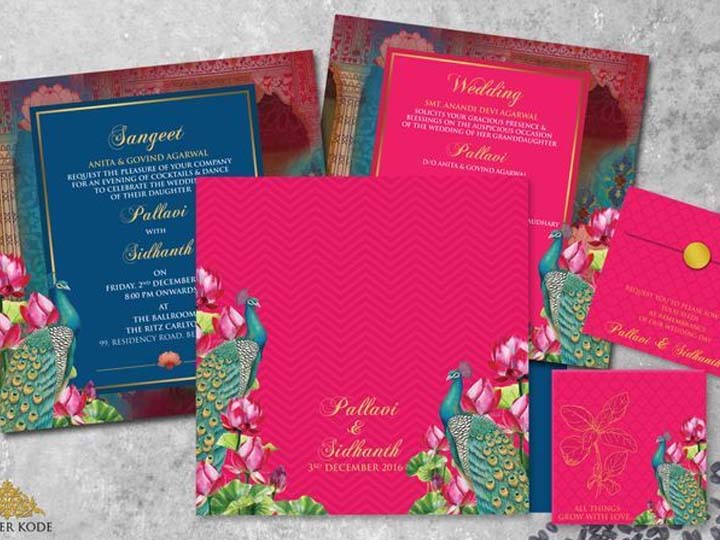 Sangeet
ANITA & GOVIND AGARWAL
REQUEST THE PLEASURE OF YOUR COMPANY
FOR AN EVENING OF COCKTAILS & DANCE
TO CELEBRATE THE WEDDING
OF THEIR DAUGHTER
Pallavi
WITH
Sidhanth
ON
FRIDAY, 2ND DECEMBER
8:00 PM ONWARDS
AT
THE BALLROOM
THE RITZ
99, RESIDENCY ROAD,
Wedding
SMT. ANANDI DEVI AGARWAL
SOLICITS YOUR GRACIOUS PRESENCE &
BLESSINGS ON THE AUSPICIOUS OCCASION
OF THE WEDDING OF HER GRANDDAUGHTER
Pallavi
D/O ANITA & GOVIND AGARWAL
Pallavi
&
Sidhanth
3RD DECEMBER 2016
REQUEST YOU TO PLEASE SOW
AS REMEMBRANCE
OF OUR WEDDING DAY
Pallavi & Sidhanth
ALL THINGS
GROW WITH LOVE
KODE